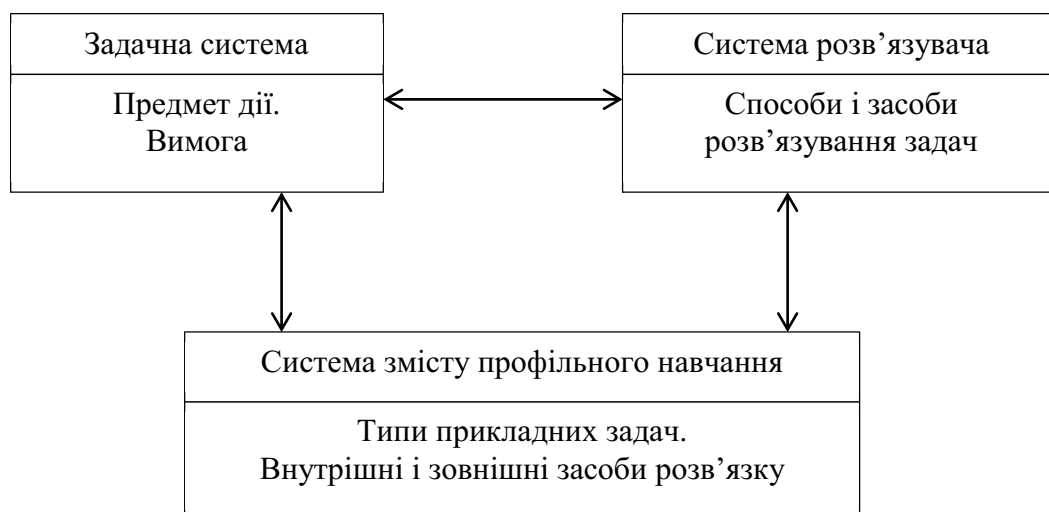 Задачна система
Предмет дії.
Вимога
Система розв’язувача
Способи і засоби
розв’язування задач
Система змісту профільного навчання
Типи прикладних задач.
Внутрішні і зовнішні засоби розв’язку